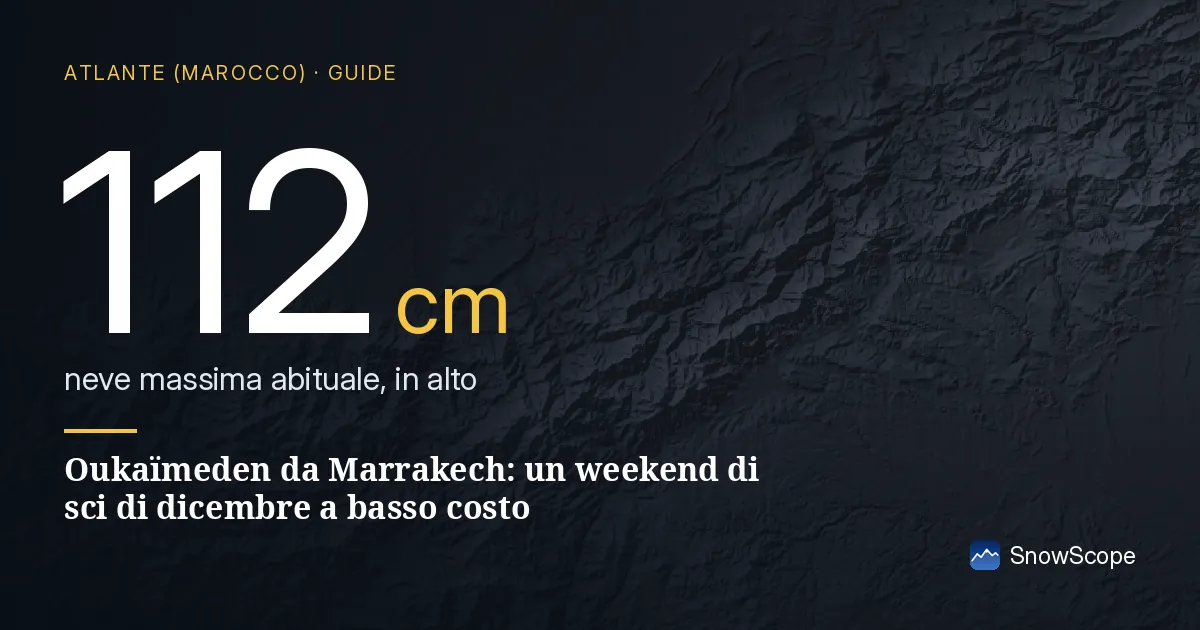 ATLANTE (MAROCCO) · GUIDE
112 cm
neve massima abituale, in alto
Oukaïmeden da Marrakech: un weekend di
sci di dicembre a basso costo
SnowScope